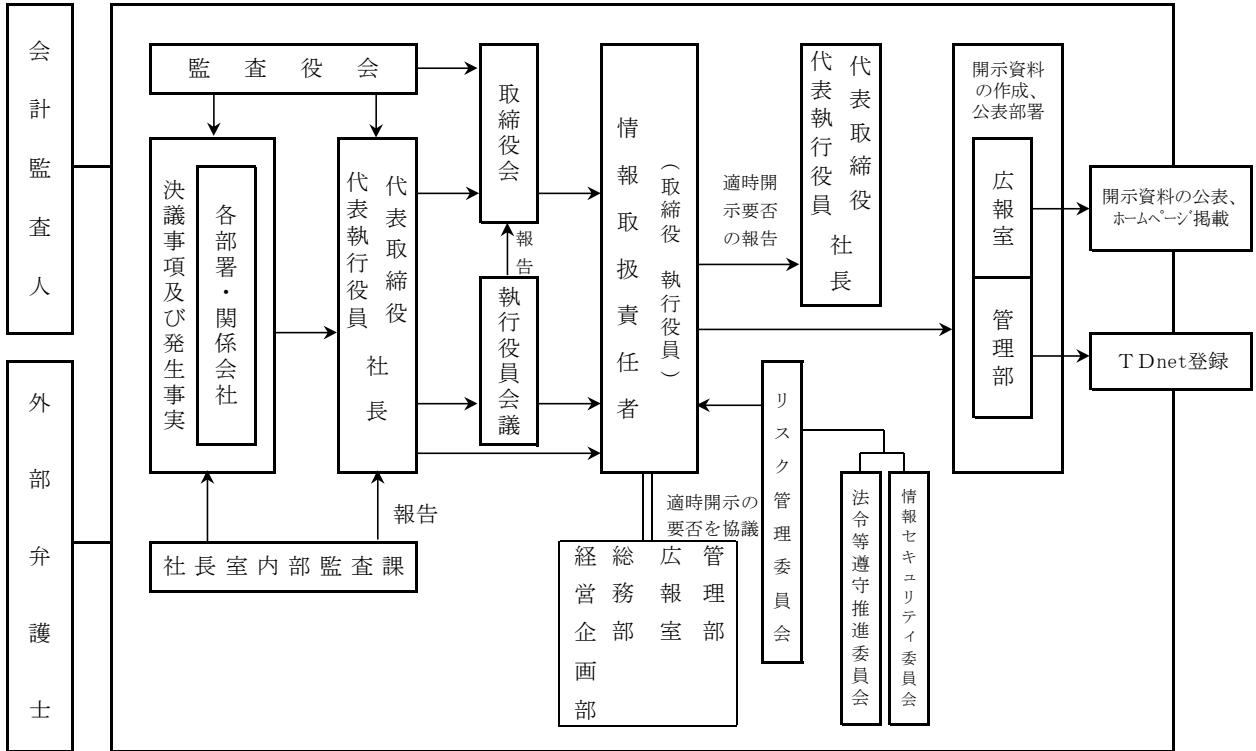 会計監査人
外部弁護士
監査役会
決議事項及び発生事実
各部署・関係会社
代表取締役
代表執行役員
社長
社長室内部監査課
報告
取締役会
報
告
執行役員会議
情報取扱責任者
（取締役 執行役員）
適時開
示要否
の報告
代表取締役
代表執行役員
社長
適時開示の
要否を協議
管理部
広報室
総務部
経営企画部
リスク管理委員会
法令等遵守推進委員会
情報セキュリティ委員会
開示資料
の作成、
公表部署
広報室
管理部
開示資料の公表、
ﾎｰﾑﾍﾟｰｼﾞ掲載
ＴＤnet登録